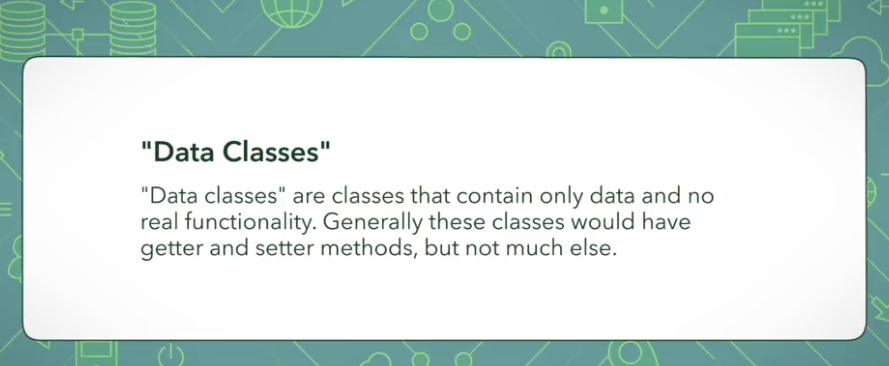 "Data Classes"
"Data classes" are classes that contain only data and no
real functionality. Generally these classes would have
getter and setter methods, but not much else.